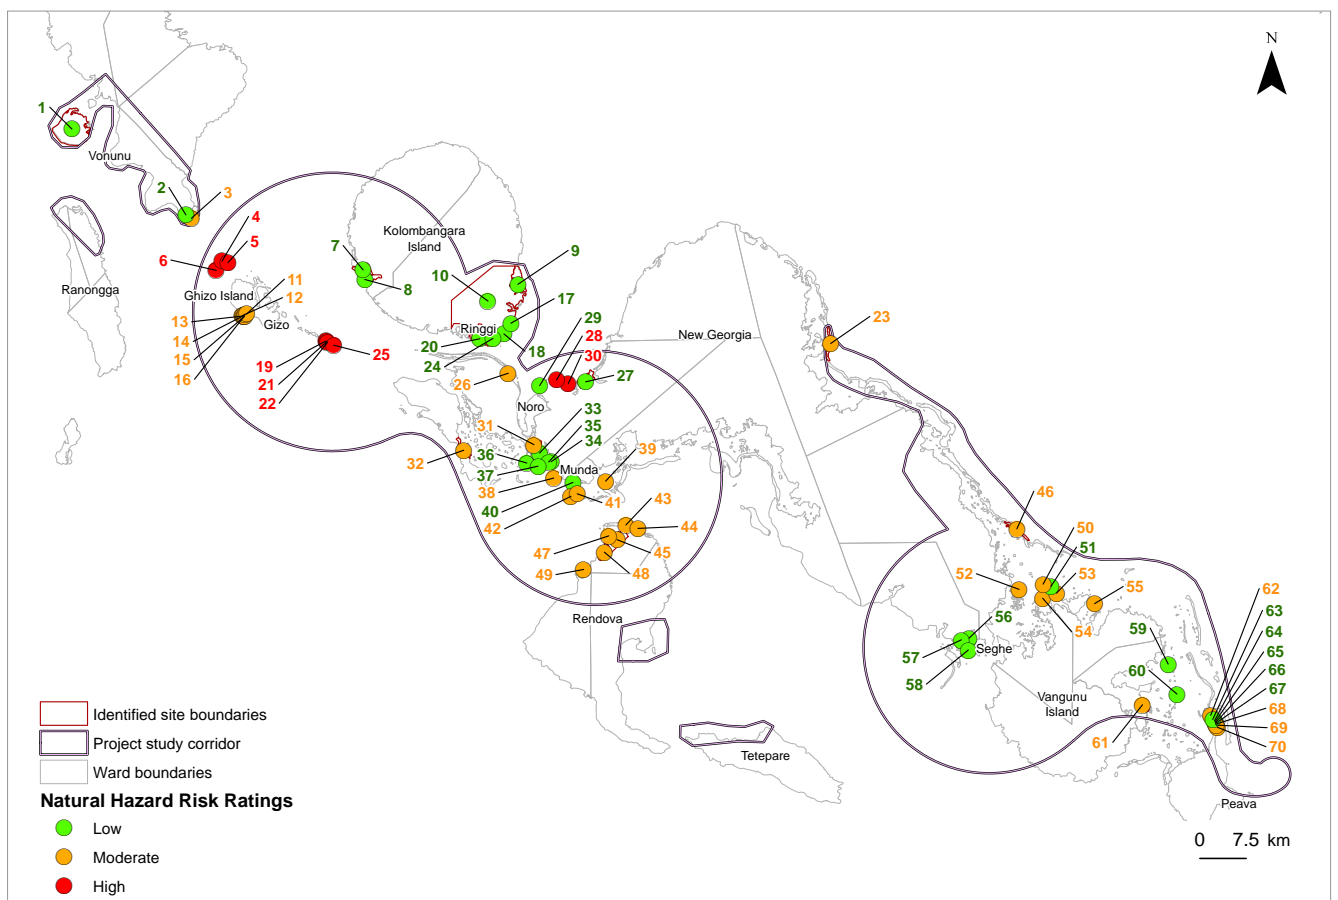 N
1
Vonunu
2
3
4
5
6
Ranongga
Ghizo Island
Gizo
11
12
13
14
15
16
19
21
22
25
7
8
Kolombangara
Island
9
10
17
Ringgi
18
20
24
29
28
30
27
26
Noro
New Georgia
23
31
32
33
35
34
36
37
Munda
38
39
40
41
42
43
44
45
47
48
49
Rendova
46
50
51
52
53
54
55
56
57
58
Seghe
59
60
61
Vangunu
Island
62
63
64
65
66
67
68
69
70
Tetepare
Peava
0 7.5 km
Identified site boundaries
Project study corridor
Ward boundaries
Natural Hazard Risk Ratings
Low
Moderate
High